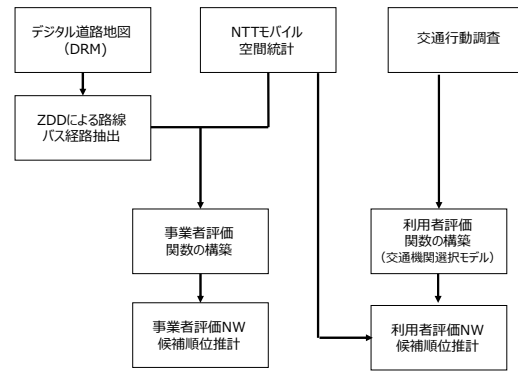 デジタル道路地図
（DRM)
NTTモバイル
空間統計
交通行動調査
ZDDによる路線
バス経路抽出
事業者評価
関数の構築
利用者評価
関数の構築
（交通機関選択モデル）
事業者評価NW
候補順位推計
利用者評価NW
候補順位推計